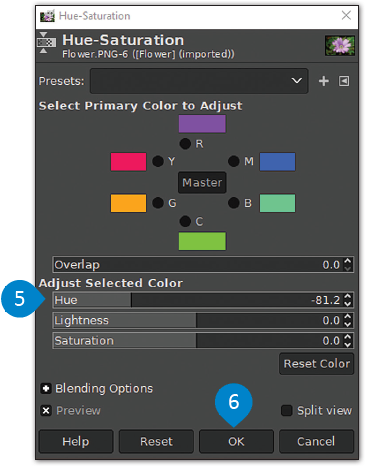 Hue-Saturation
Hue-Saturation
Flower.PNG-6 ([Flower] (imported))
Presets:
Select Primary Color to Adjust
R
Y M
Master
G B
C
Overlap 0.0
Adjust Selected Color
5 Hue -81.2
Lightness 0.0
Saturation 0.0
Reset Color
Blending Options
Preview 6 Split view
Help Reset OK Cancel